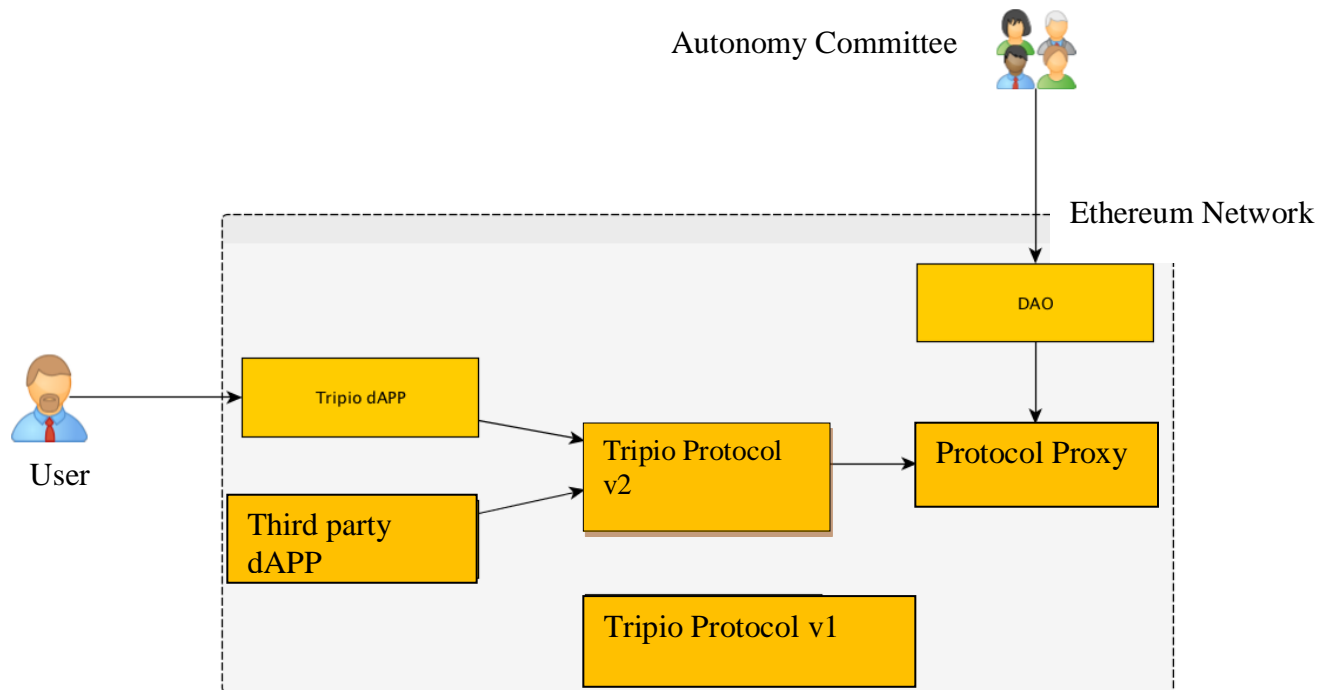 Autonomy Committee
Ethereum Network
DAO
Tripio dAPP
User
Tripio Protocol
v2
Protocol Proxy
Third party
dAPP
Tripio Protocol v1